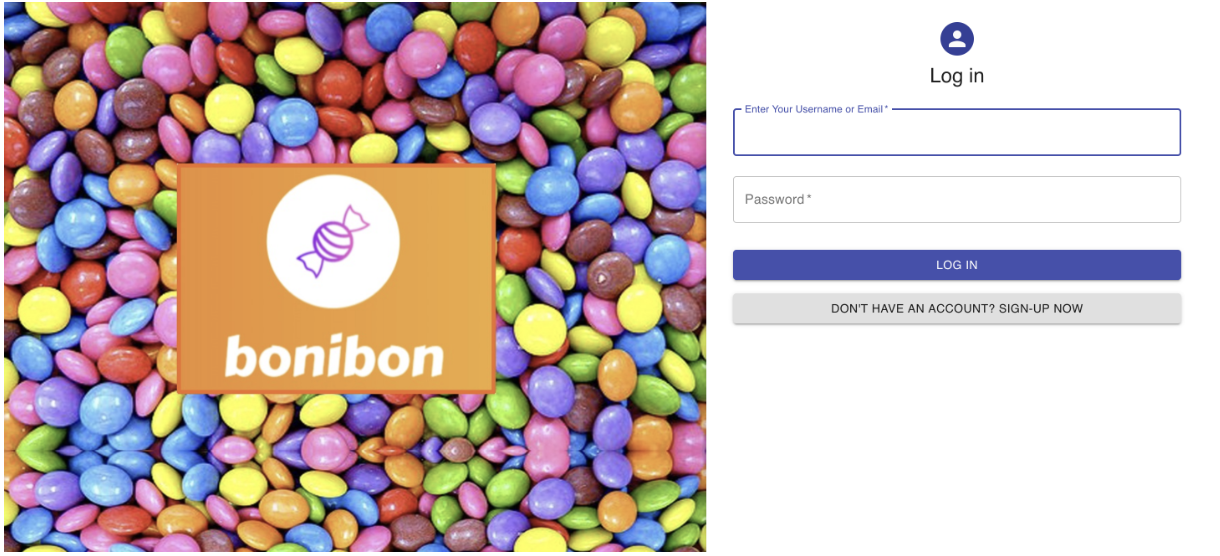 bonibon
Log in
Enter Your Username or Email *
Password *
LOG IN
DON'T HAVE AN ACCOUNT? SIGN-UP NOW